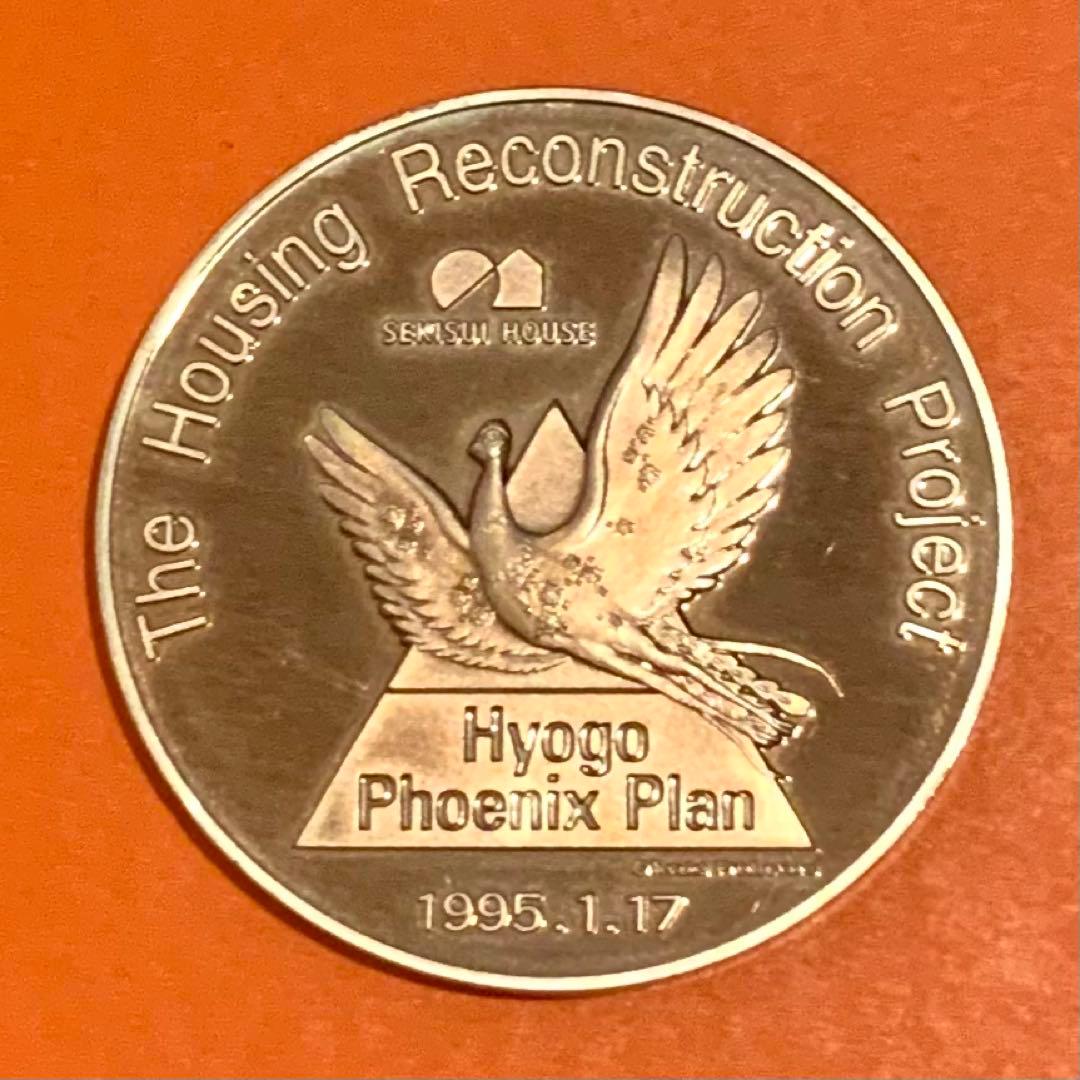 The Housing Reconstruction Project
SEKISUI HOUSE
Hyogo
Phoenix Plan
1995.1.17